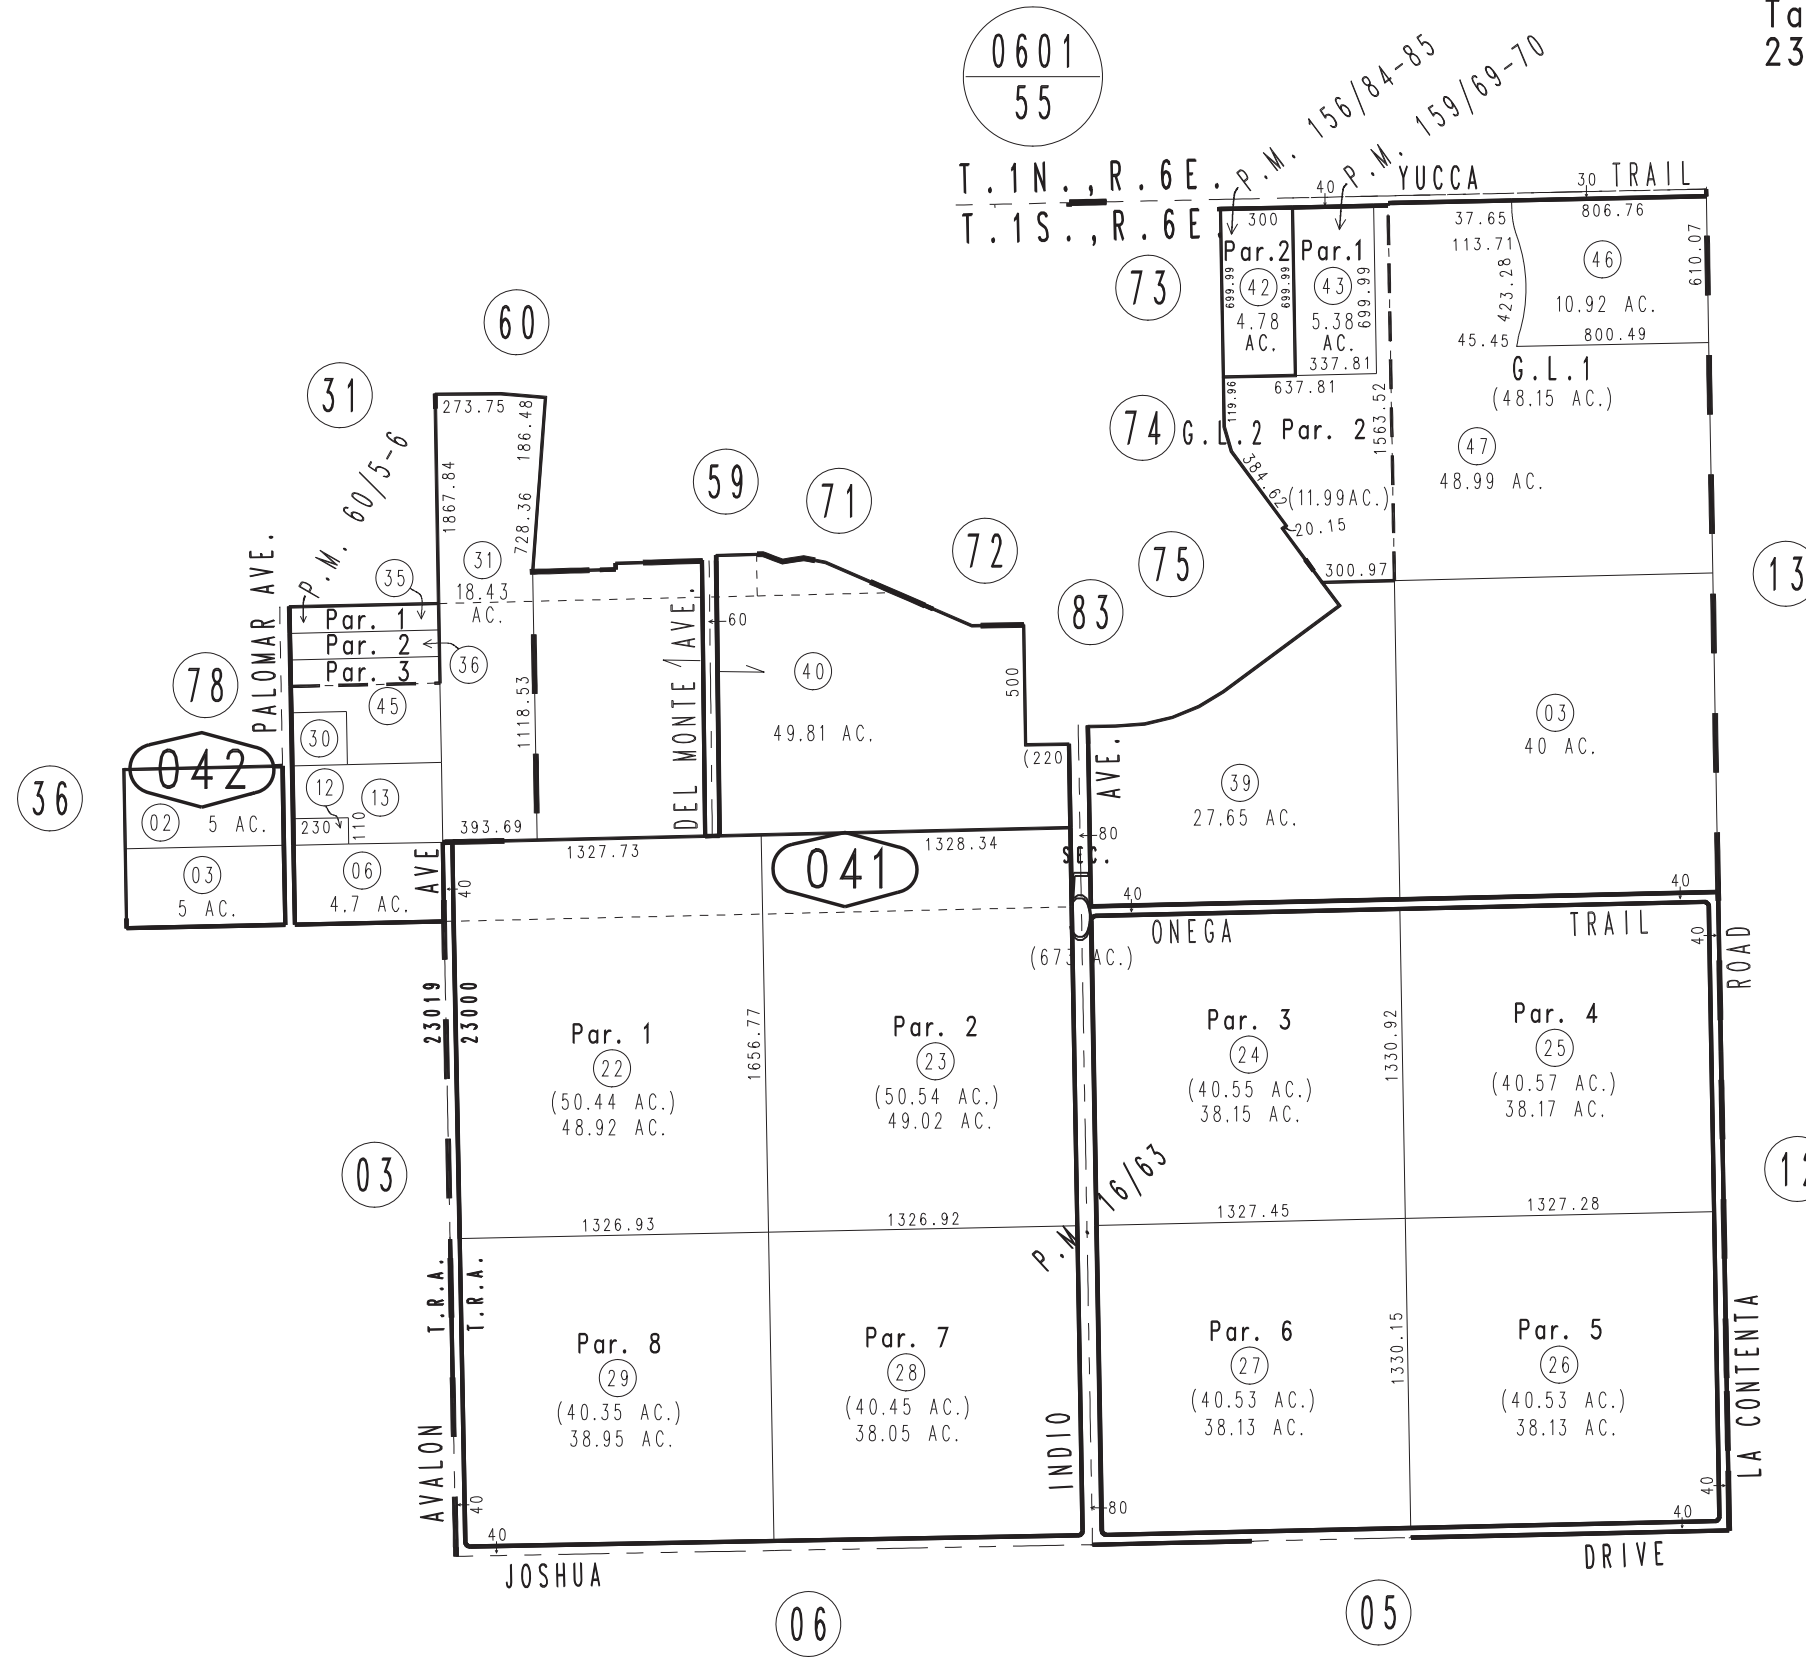 Ta
23
0601
55
P.M. 156/84-85
P.M. 159/69-70
T.1N.,R.6E.
T.1S.,R.6E.
40
YUCCA
30
TRAIL
300
37.65
806.76
113.71
423.28
610.07
Par.2
Par.1
42
43
46
699.99
699.99
699.99
4.78
AC.
5.38
AC.
10.92 AC.
45.45
800.49
337.81
637.81
119.96
G.L.1
(48.15 AC.)
73
60
31
74
G.L.2
Par. 2
1563.52
47
48.99 AC.
384.62
(11.99AC.)
20.15
300.97
273.75
186.48
1867.84
728.36
P.M. 60/5-6
59
71
72
75
83
13
31
18.43
AC.
35
Par. 1
Par. 2
Par. 3
36
PALOMAR AVE.
78
45
30
12
13
230
110
1118.53
DEL MONTE AVE.
60
40
49.81 AC.
500
(220
AVE.
03
40 AC.
39
27.65 AC.
36
042
02
5 AC.
03
5 AC.
06
4.7 AC.
393.69
AVE
1327.73
1328.34
041
80
SEC.
40
40
40
ONEGA
TRAIL
40
ROAD
(673 AC.)
23019
23000
Par. 1
22
(50.44 AC.)
48.92 AC.
1656.77
Par. 2
23
(50.54 AC.)
49.02 AC.
Par. 3
24
(40.55 AC.)
38.15 AC.
1330.92
Par. 4
25
(40.57 AC.)
38.17 AC.
03
12
P.M. 16/63
1326.93
1326.92
1327.45
1327.28
T.R.A.
T.R.A.
Par. 8
29
(40.35 AC.)
38.95 AC.
Par. 7
28
(40.45 AC.)
38.05 AC.
Par. 6
27
(40.53 AC.)
38.13 AC.
1330.15
Par. 5
26
(40.53 AC.)
38.13 AC.
AVALON
INDIO
LA CONTENTA
40
40
80
40
40
JOSHUA
DRIVE
06
05